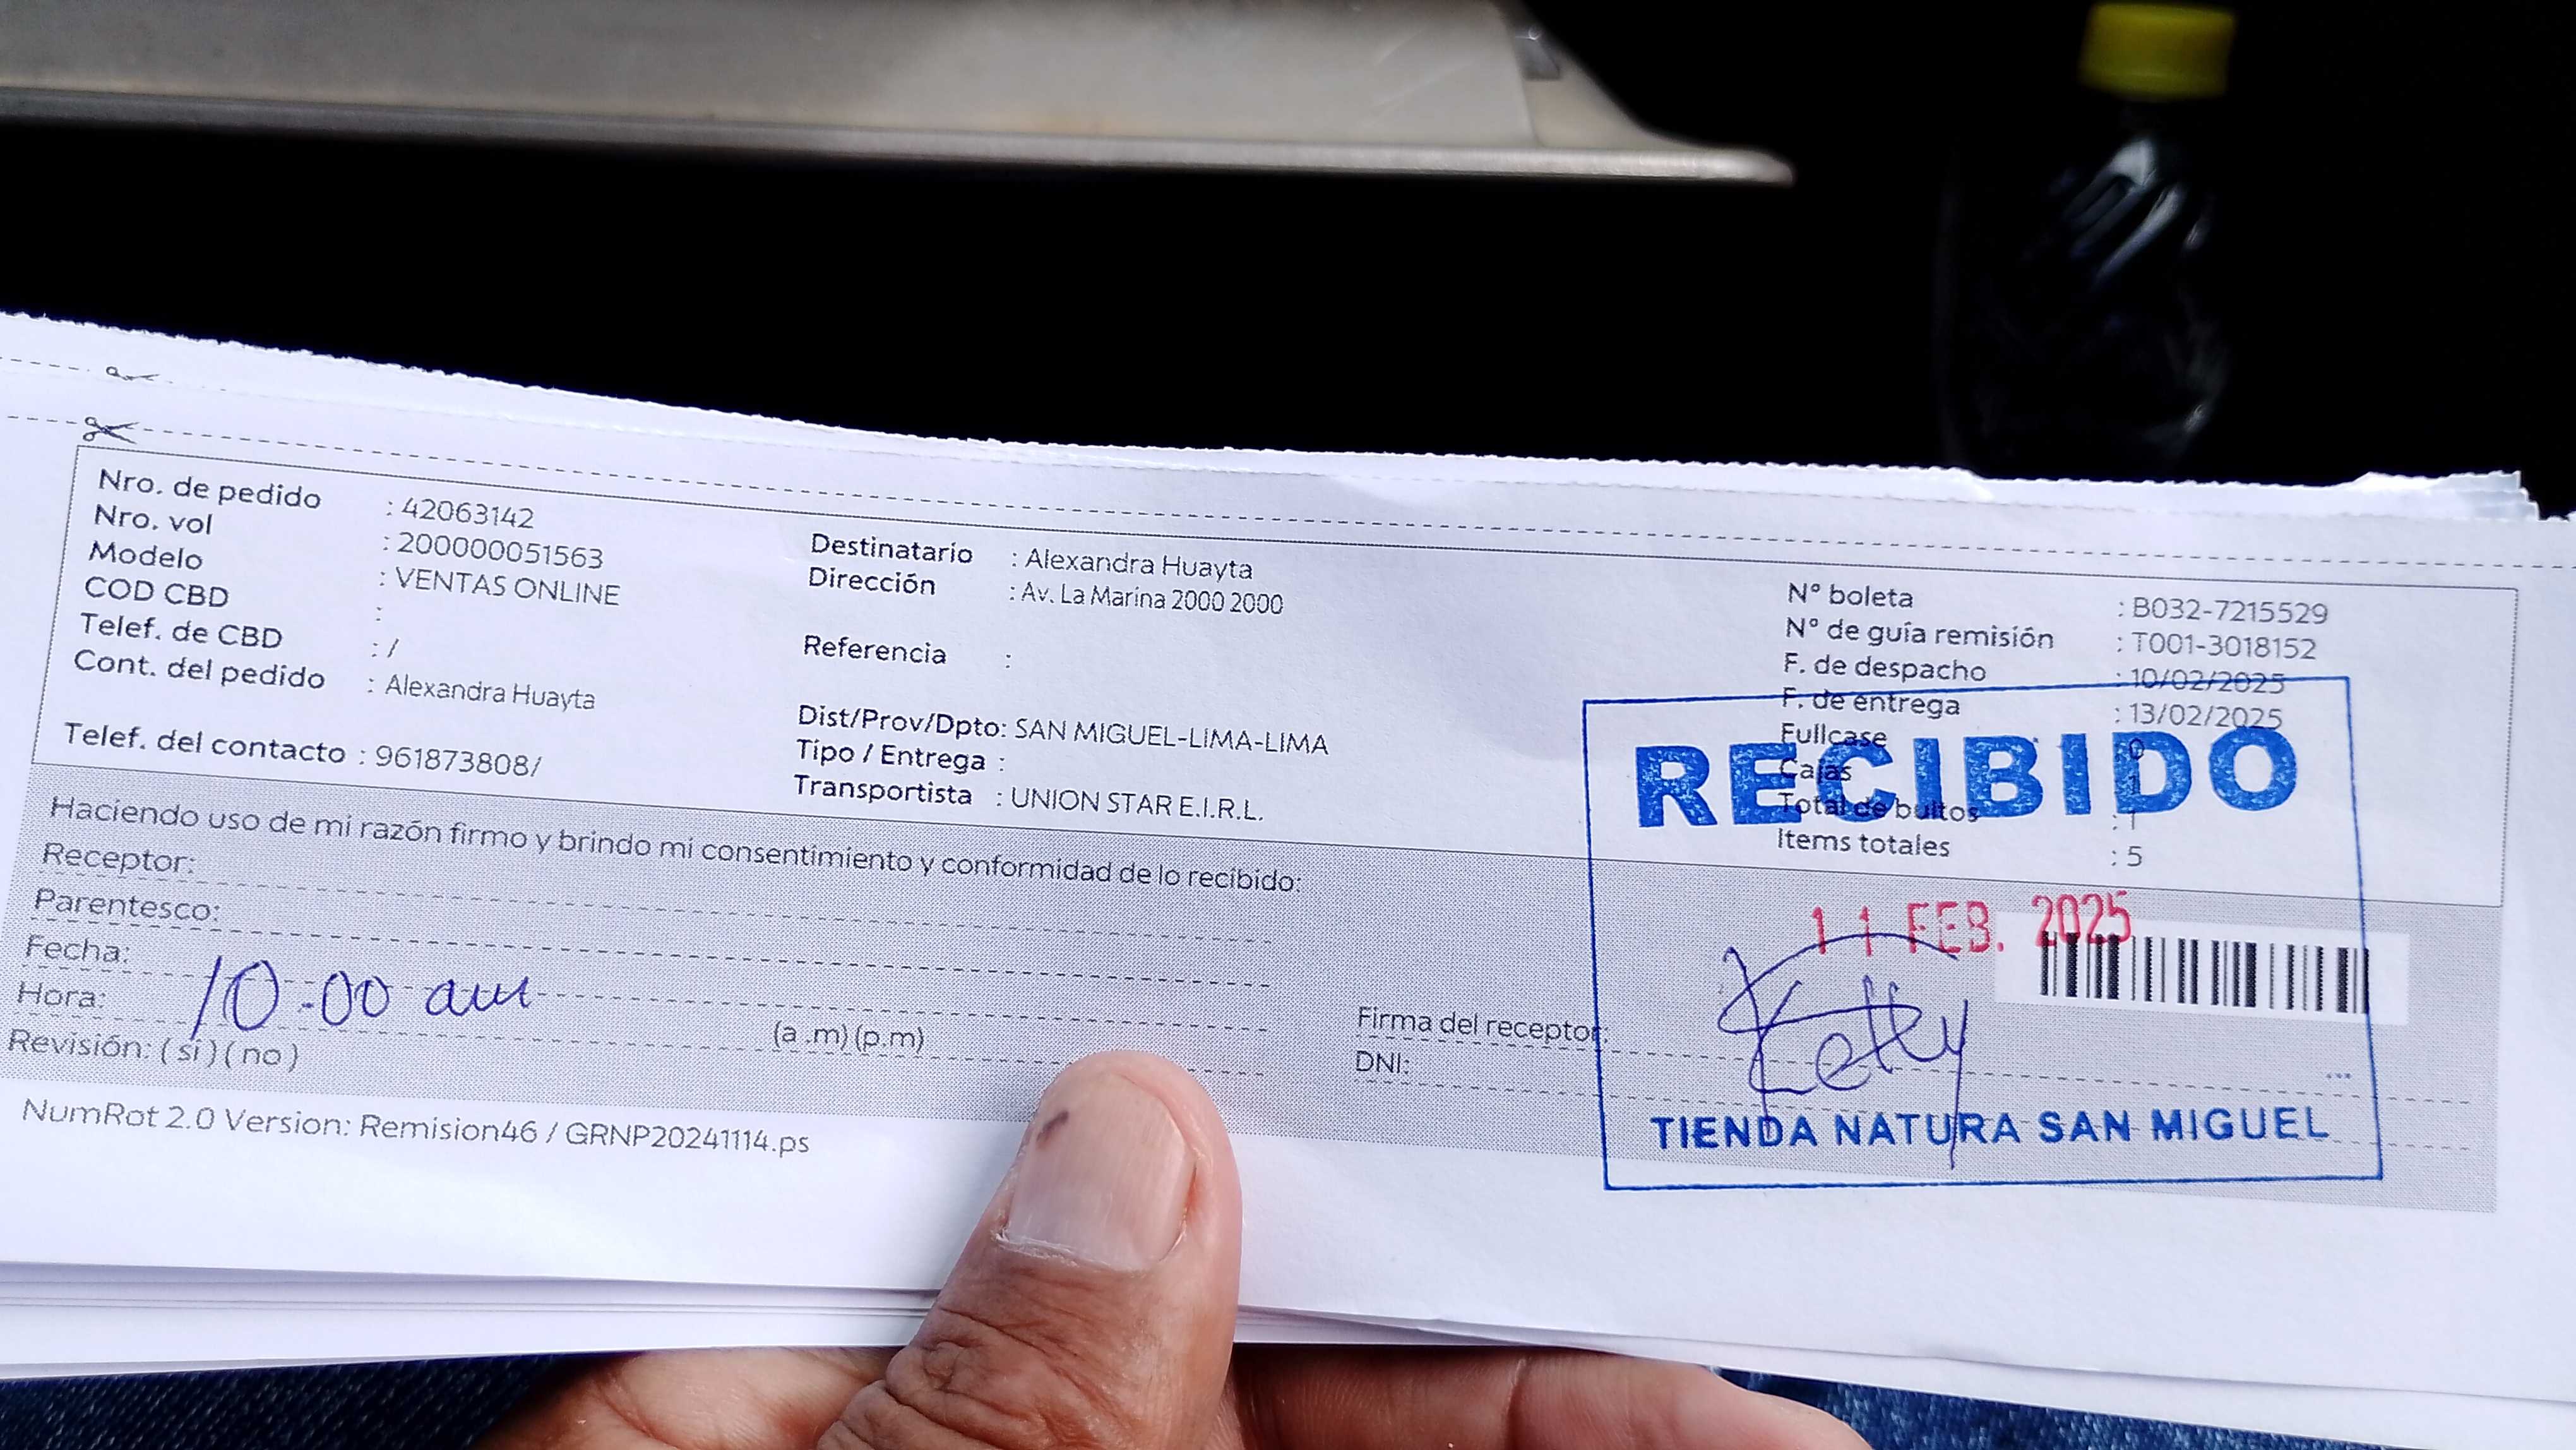 Nro. de pedido : 42063142
Nro. vol : 200000051563
Modelo : VENTAS ONLINE
COD CBD :
Telef. de CBD : /
Cont. del pedido : Alexandra Huayta
Telef. del contacto : 961873808/
Destinatario : Alexandra Huayta
Dirección : Av. La Marina 2000 2000
Referencia :
Dist/Prov/Dpto: SAN MIGUEL-LIMA-LIMA
Tipo / Entrega :
Transportista : UNION STAR E.I.R.L.
N° boleta : B032-7215529
N° de guía remisión : T001-3018152
F. de despacho : 10/02/2025
F. de entrega : 13/02/2025
Fullcase : 0
Cajas : 1
Total de bultos : 1
Items totales : 5
RECIBIDO
Haciendo uso de mi razón firmo y brindo mi consentimiento y conformidad de lo recibido:
Receptor:
Parentesco:
Fecha:
Hora: 10:00 am (a .m) (p.m)
Revisión: ( si ) ( no )
11 FEB. 2025
Firma del receptor: Ketty
DNI:
TIENDA NATURA SAN MIGUEL
NumRot 2.0 Version: Remision46 / GRNP20241114.ps